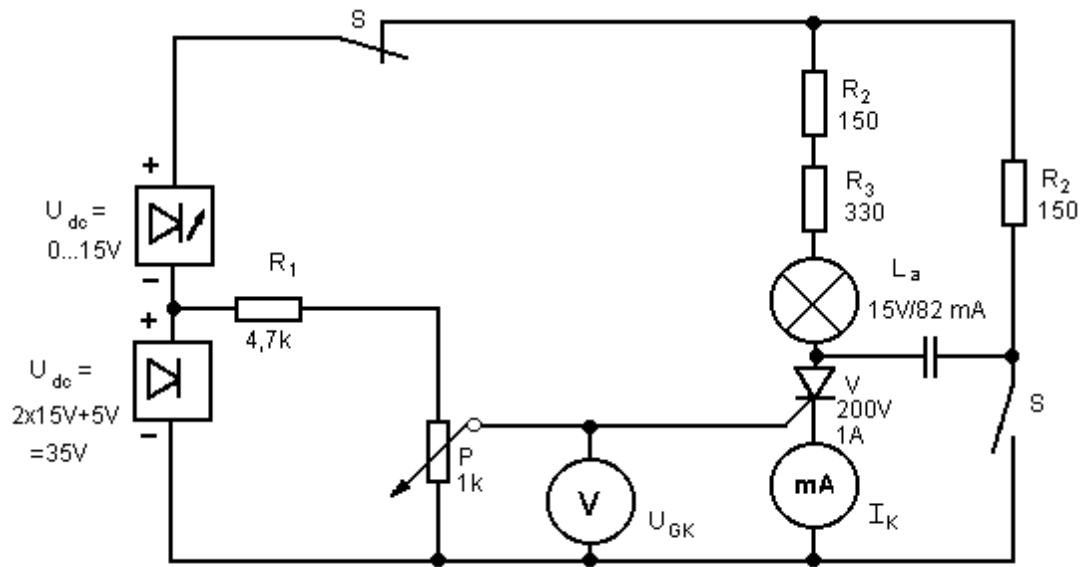 S
R2
150
+
R3
330
R2
150
U dc =
0...15V
R1
La
−
15V/82 mA
+
4,7k
U dc =
V
200V
1A
S
2x15V+5V
=35V
−
P
1k
V
mA
UGK
IK